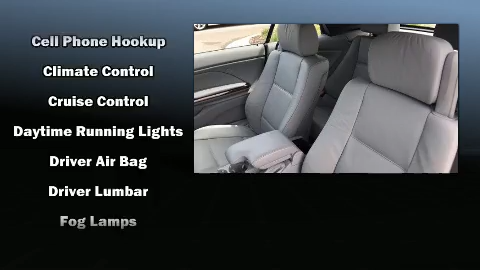 Cell Phone Hookup
Climate Control
Cruise Control
Daytime Running Lights
Driver Air Bag
Driver Lumbar
Fog Lamps